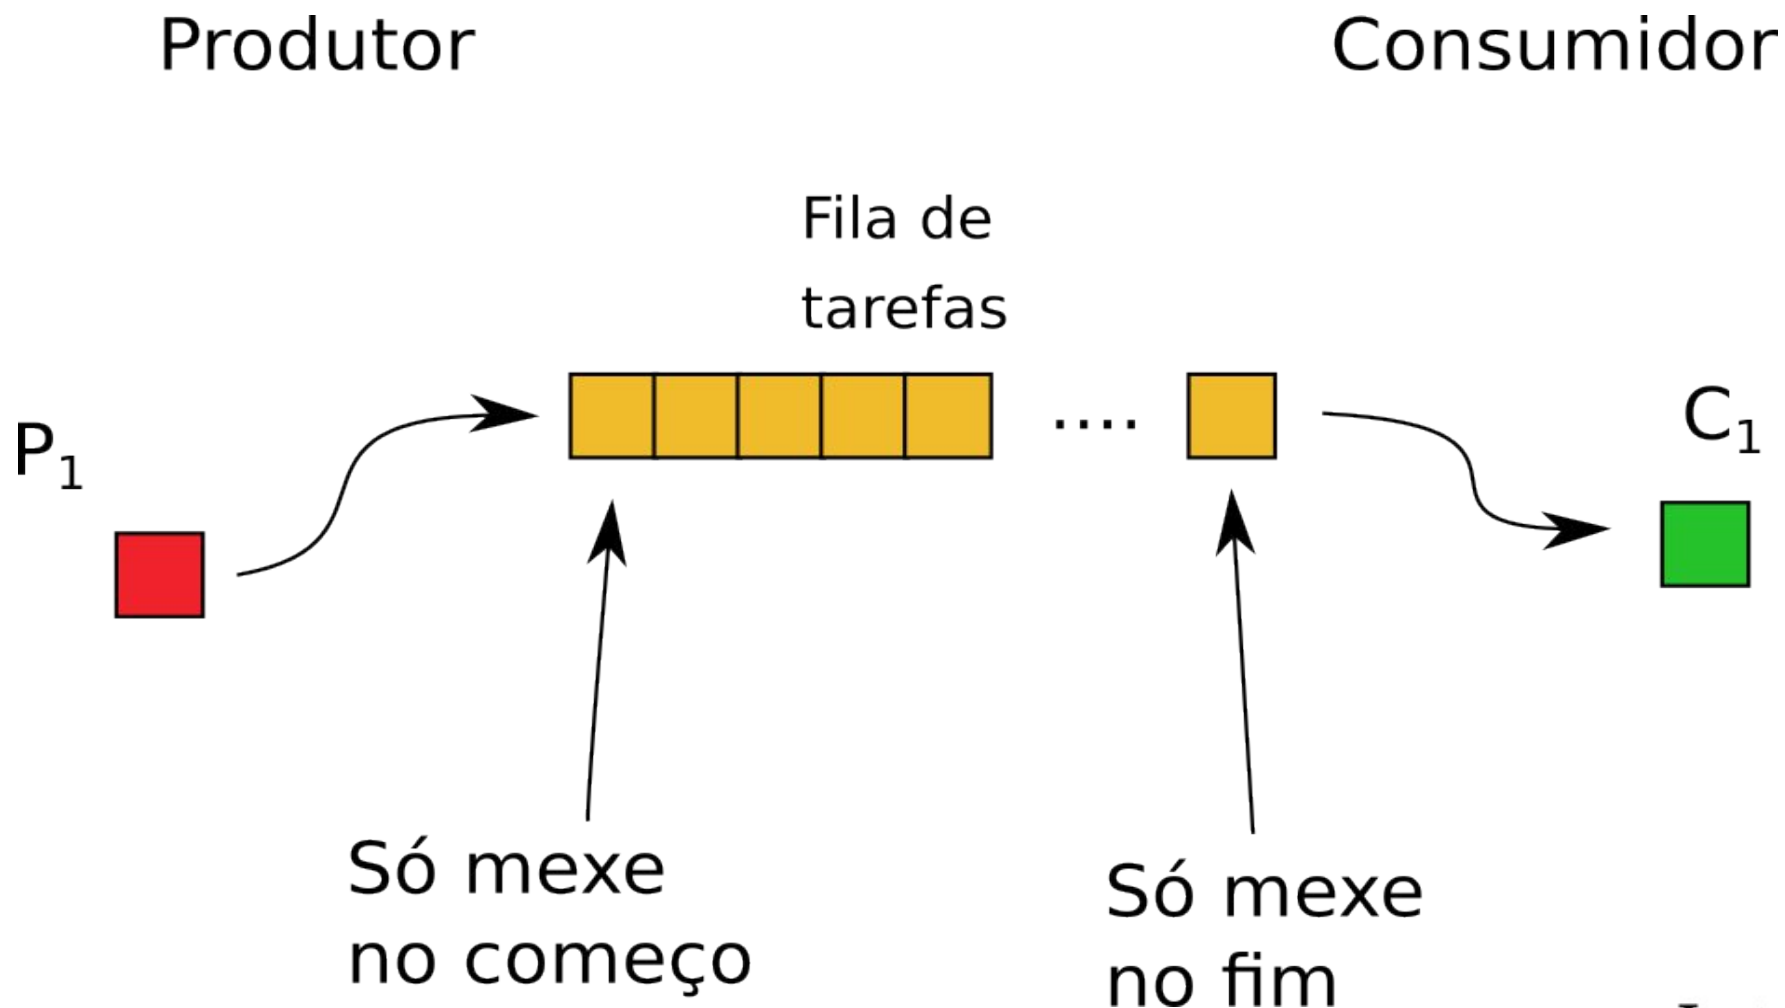 Produtor
Consumidor
Fila de
tarefas
P₁
C₁
Só mexe
no começo
Só mexe
no fim